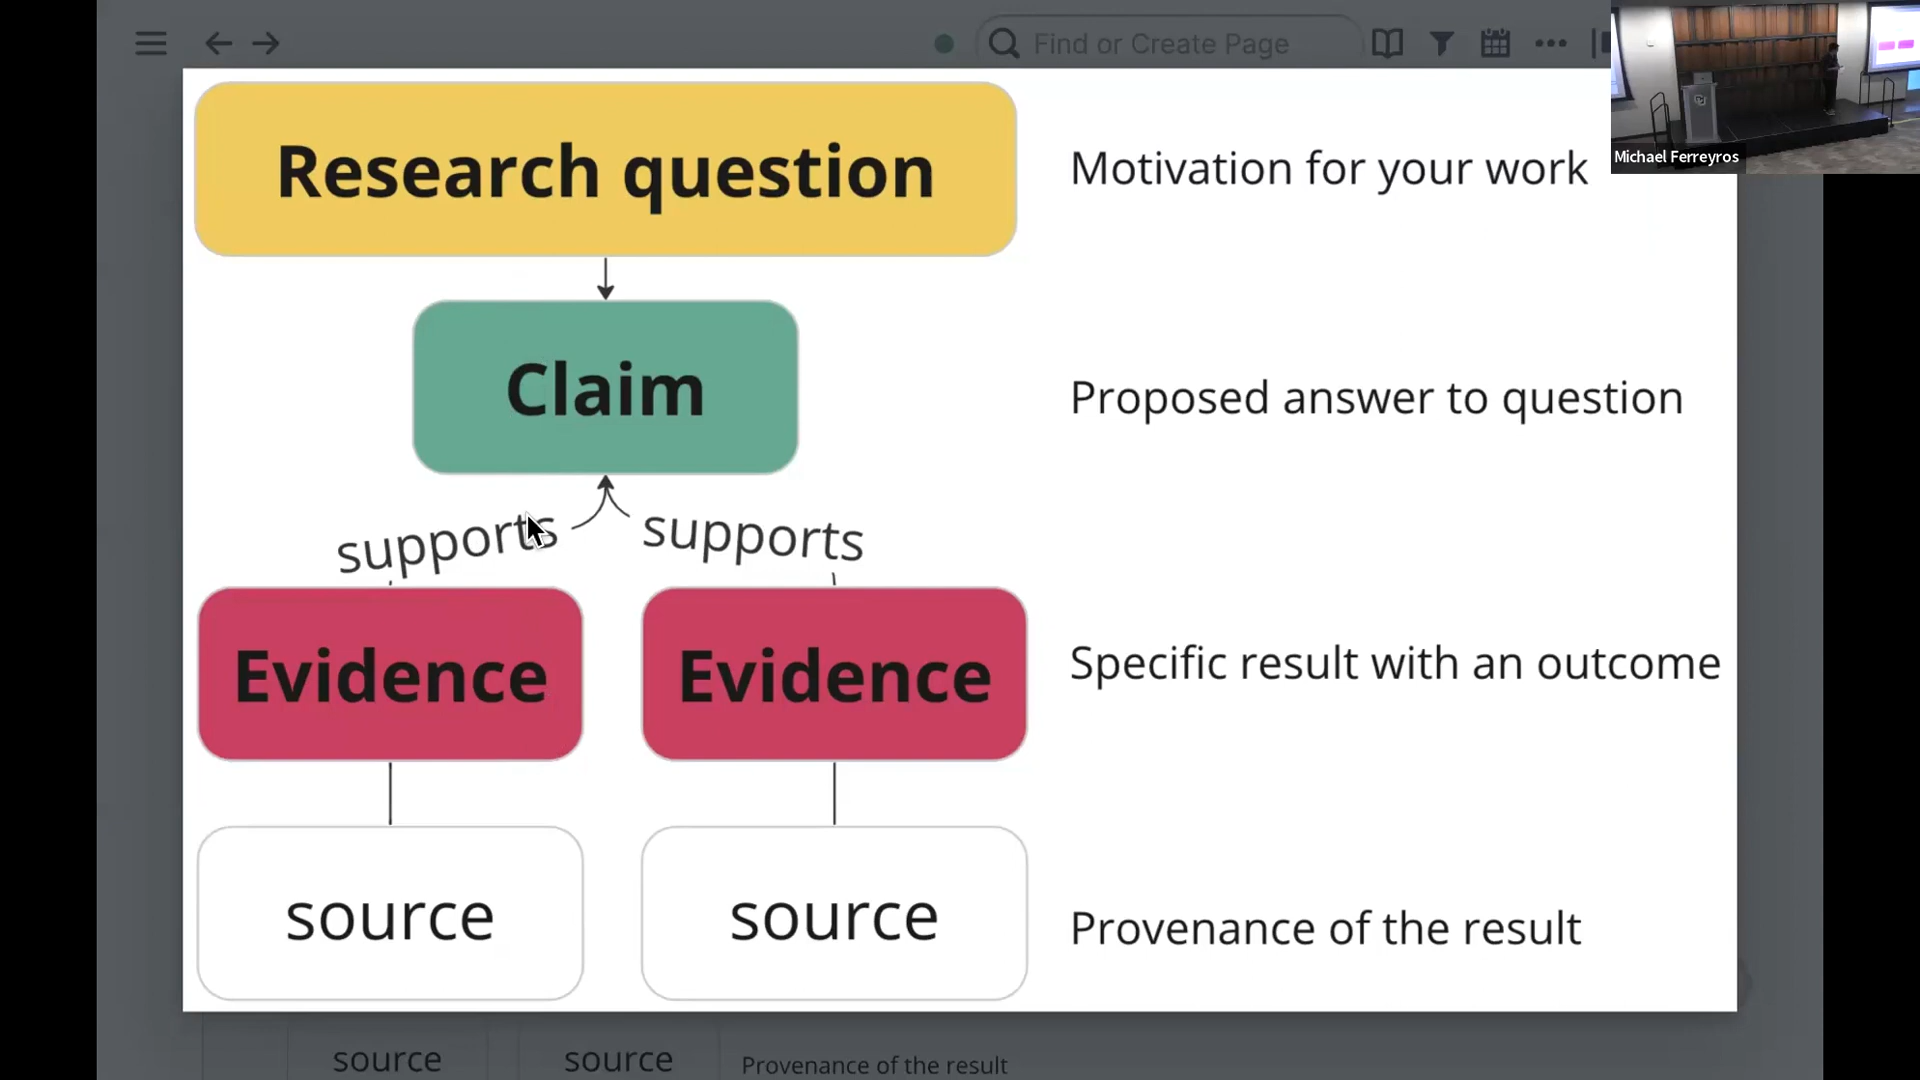 Find or Create Page
Michael Ferreyros
Research question
Motivation for your work
Claim
Proposed answer to question
supports
supports
Evidence
Evidence
Specific result with an outcome
source
source
Provenance of the result
source
source
Provenance of the result